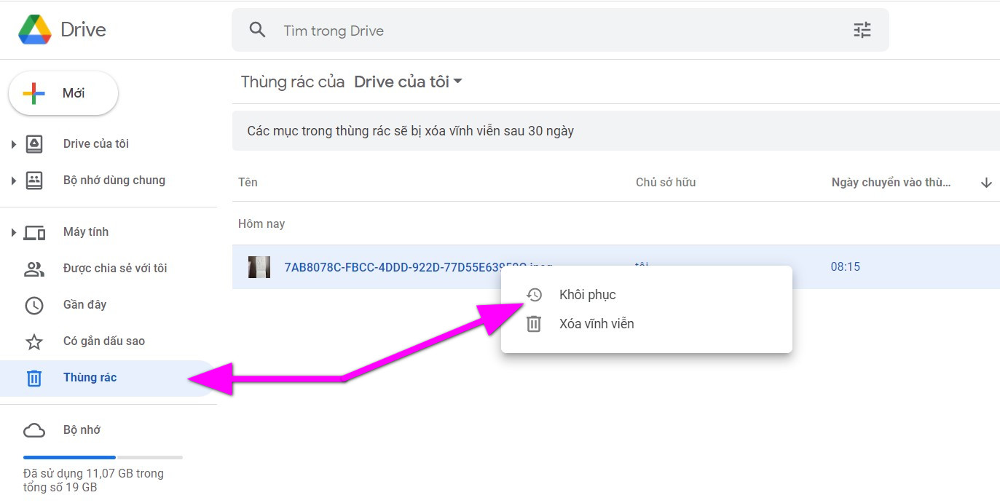 Drive
Tìm trong Drive
Mới
Thùng rác của Drive của tôi
Các mục trong thùng rác sẽ bị xóa vĩnh viễn sau 30 ngày
Drive của tôi
Bộ nhớ dùng chung
Tên Chủ sở hữu Ngày chuyển vào thù...
Hôm nay
Máy tính
Được chia sẻ với tôi
Gần đây
Có gắn dấu sao
Thùng rác
Bộ nhớ
Đã sử dụng 11,07 GB trong
tổng số 19 GB
7AB8078C-FBCC-4DDD-922D-77D55E63958C.jpeg tôi 08:15
Khôi phục
Xóa vĩnh viễn